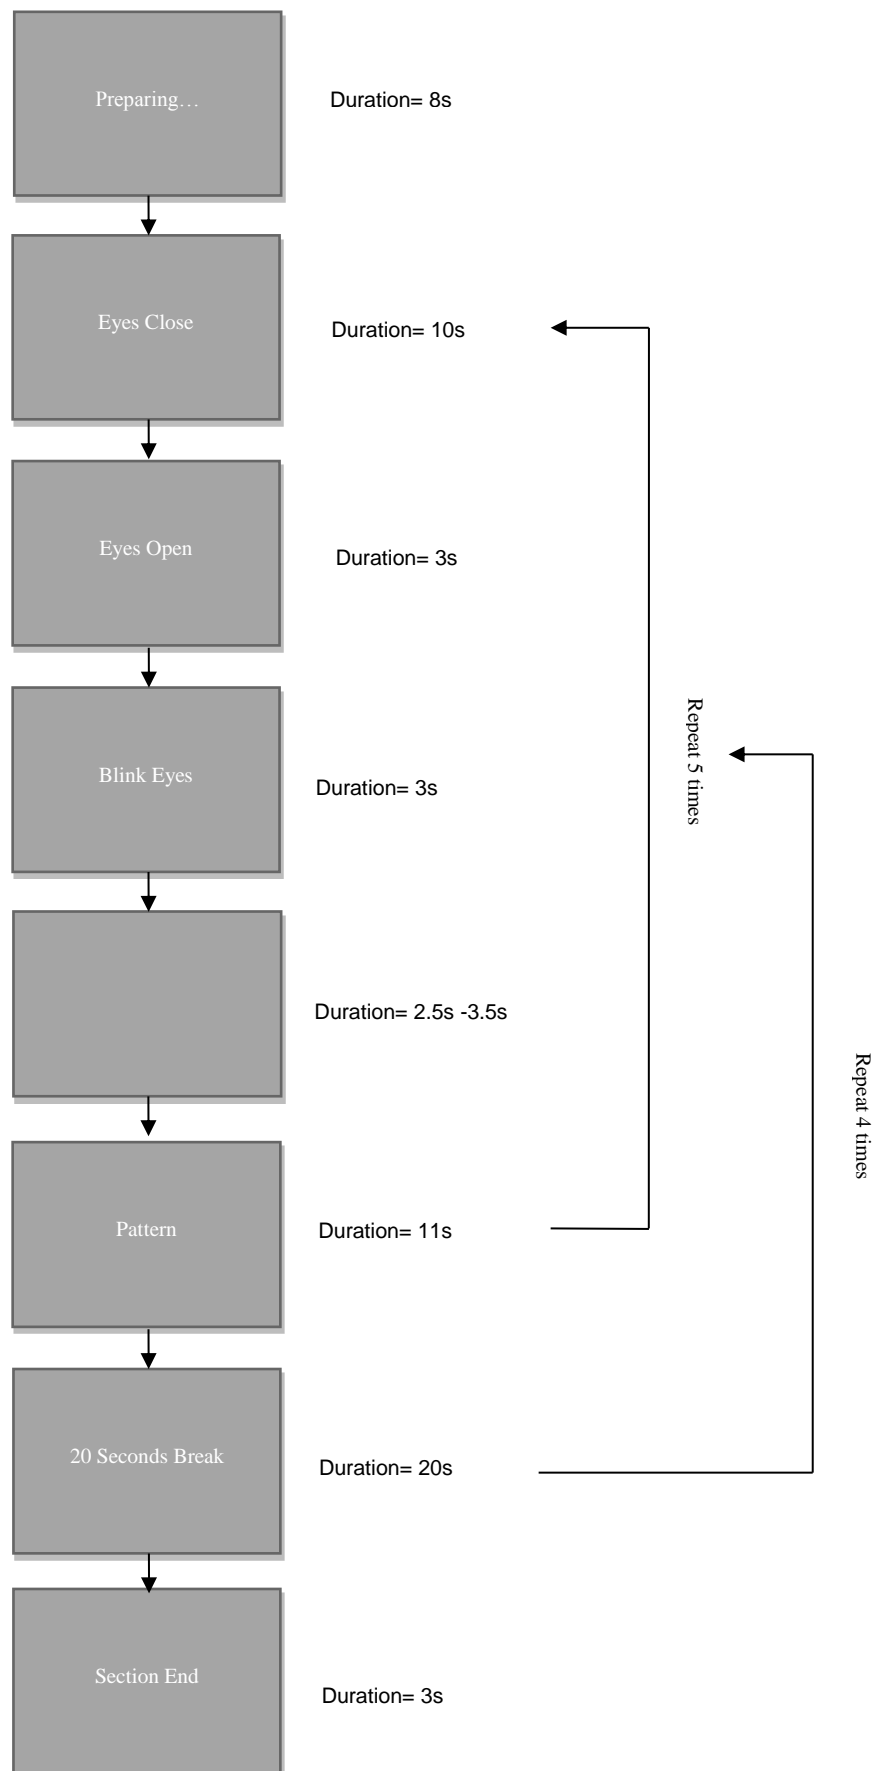 Preparing…
Duration= 8s
Eyes Close
Duration= 10s
Eyes Open
Duration= 3s
Repeat 5 times
Blink Eyes
Duration= 3s
Duration= 2.5s -3.5s
Repeat 4 times
Pattern
Duration= 11s
20 Seconds Break
Duration= 20s
Section End
Duration= 3s